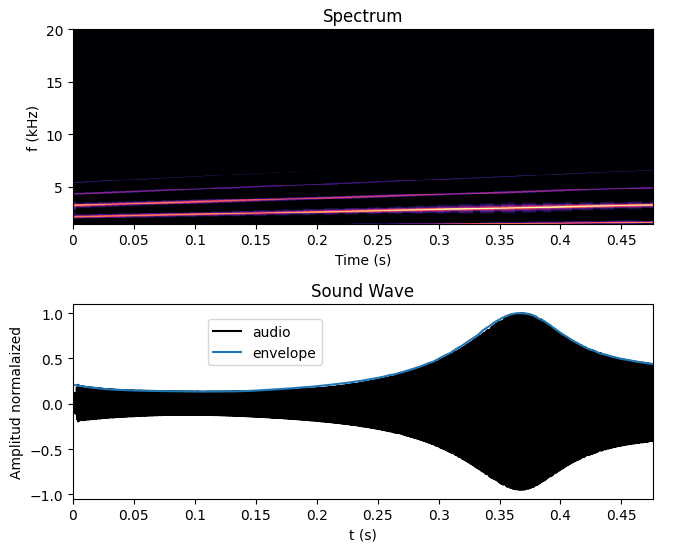 Spectrum
20
15
10
5
f (kHz)
0 0.05 0.1 0.15 0.2 0.25 0.3 0.35 0.4 0.45
Time (s)
Sound Wave
1.0
0.5
0.0
−0.5
−1.0
Amplitud normalaized
audio
envelope
0 0.05 0.1 0.15 0.2 0.25 0.3 0.35 0.4 0.45
t (s)